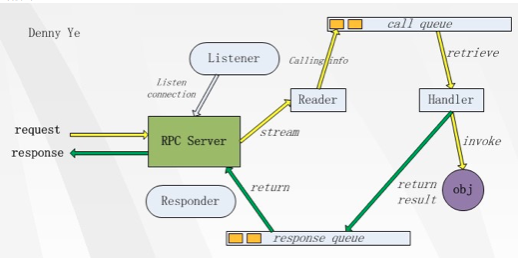 call queue
Denny Ye
retrieve
Listener
Calling info
Listen
connection
Reader
Handler
request
stream
invoke
RPC Server
response
return
return
result
obj
Responder
response queue